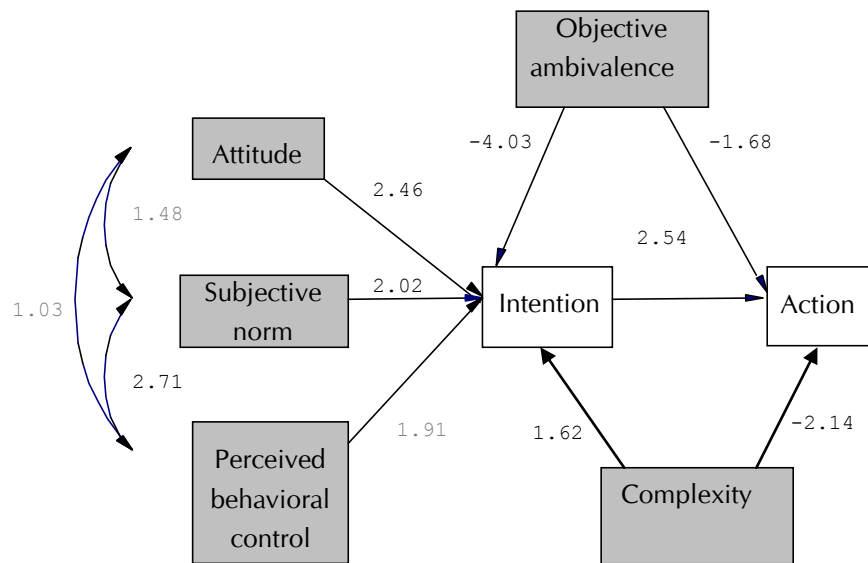 Objective
ambivalence
Attitude
-4.03
-1.68
2.46
1.48
2.54
Subjective
norm
2.02
Intention
Action
1.03
2.71
1.91
1.62
-2.14
Perceived
behavioral
control
Complexity